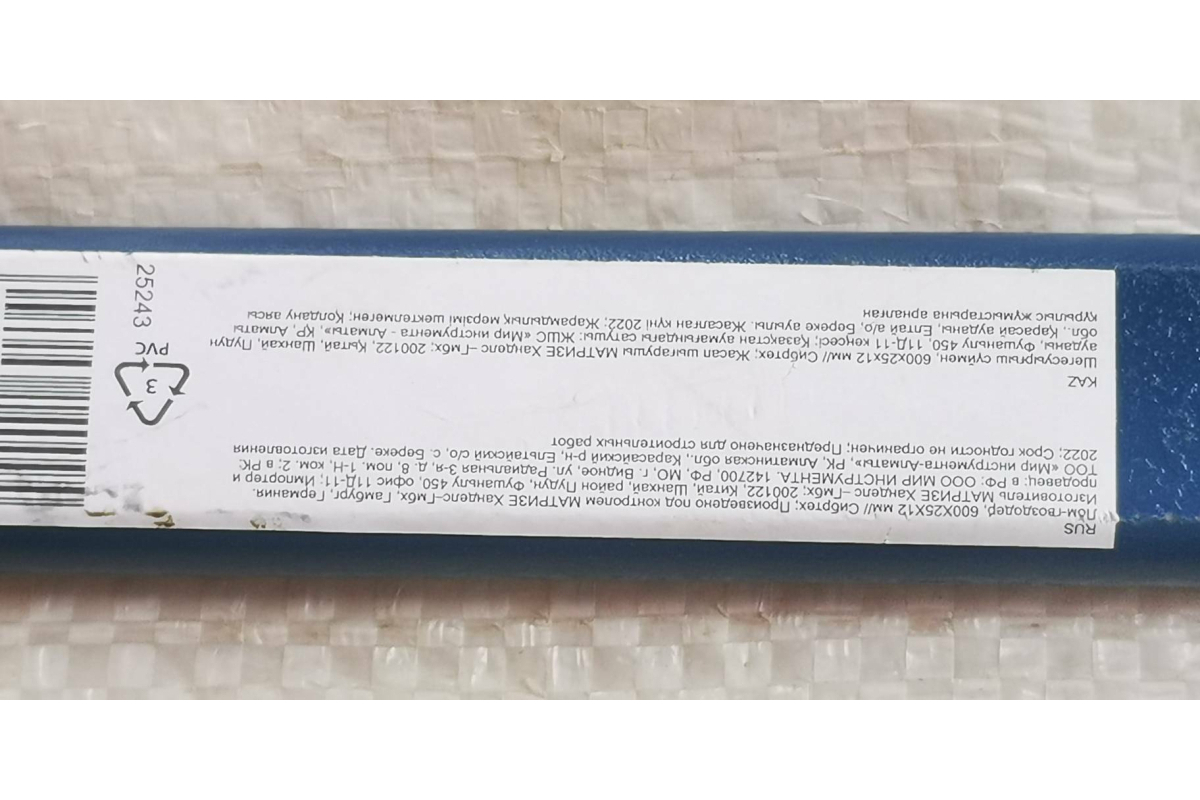 RUS
Лом-гвоздодер, 600Х25Х12 мм// Сибртех; Произведено под контролем МАТРИЗЕ Ханделс–Гмбх, Гамбург, Германия.
Изготовитель МАТРИЗЕ Ханделс –Гмбх; 200122, Китай, Шанхай, район Пудун, Фушаньлу 450, офис 11Д-11; Импортер и
продавец: в РФ: ООО МИР ИНСТРУМЕНТА. 142700, РФ, МО, г. Видное, ул. Радиальная 3-я, д. 8, пом. 1-Н, ком. 2; в РК:
ТОО «Мир инструмента-Алматы», РК, Алматинская обл., Карасайский р-н, Елтайский с/о, с. Береке. Дата изготовления
2022; Срок годности не ограничен; Предназначено для строительных работ
KAZ
Шегесуырғыш сүймен, 600х25х12 мм// Сибртех; Жасап шығарушы МАТРИЗЕ Ханделс –Гмбх; 200122, Қытай, Шанхай, Пудун
ауданы, Фушаньлу 450, 11Д-11 кеңсесі; Қазақстан аумағындағы сатушы: ЖШС «Мир инструмента - Алматы», ҚР, Алматы
обл., Қарасай ауданы, Елтай а/о, Береке ауылы. Жасалған күні 2022; Жарамдылық мерзімі шектелмеген; Қолдану аясы
құрылыс жұмыстарына арналған
3
PVC
25243